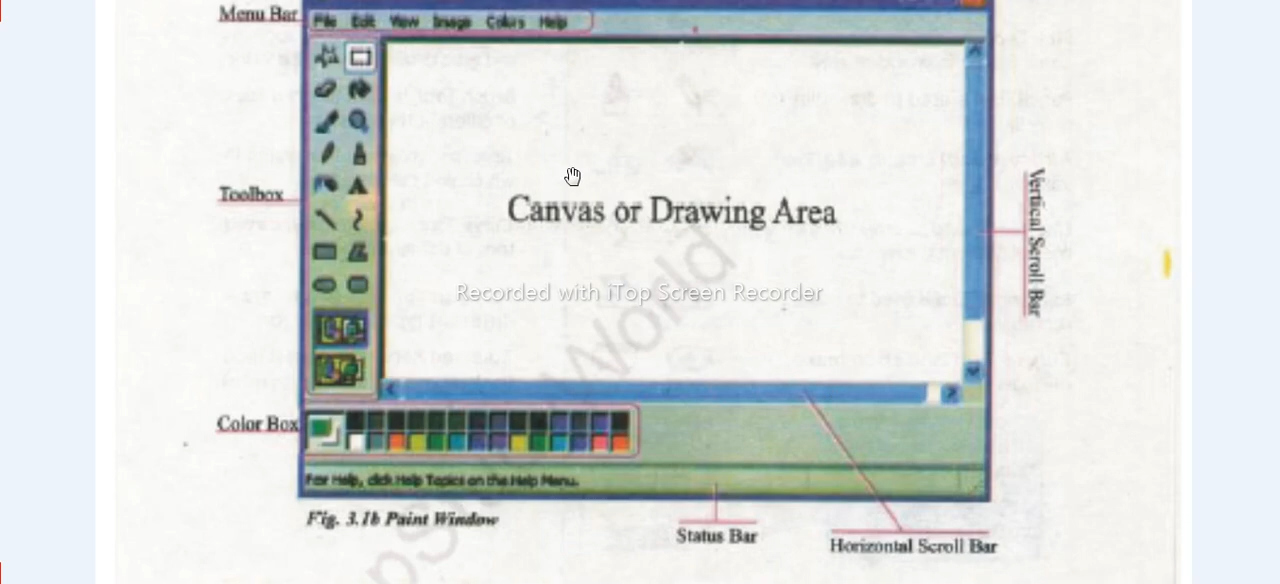 Menu Bar
File Edit View Image Colors Help
Toolbox
Canvas or Drawing Area
Vertical Scroll Bar
Recorded with iTop Screen Recorder
World
Color Box
For Help, click Help Topics on the Help Menu.
Fig. 3.1b Paint Window
Status Bar
Horizontal Scroll Bar